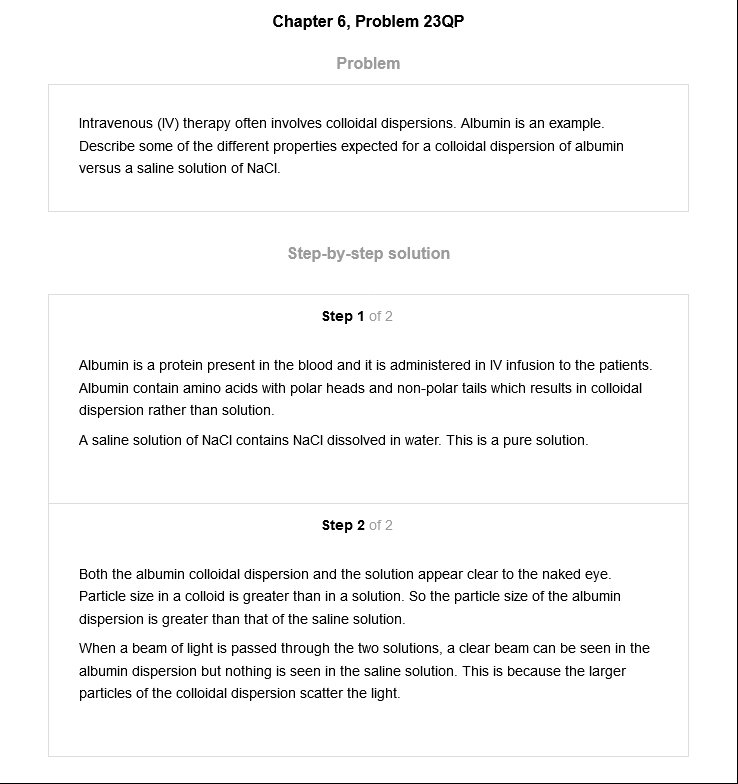 Chapter 6, Problem 23QP
Problem
Intravenous (IV) therapy often involves colloidal dispersions. Albumin is an example.
Describe some of the different properties expected for a colloidal dispersion of albumin
versus a saline solution of NaCl.
Step-by-step solution
Step 1 of 2
Albumin is a protein present in the blood and it is administered in IV infusion to the patients.
Albumin contain amino acids with polar heads and non-polar tails which results in colloidal
dispersion rather than solution.
A saline solution of NaCl contains NaCl dissolved in water. This is a pure solution.
Step 2 of 2
Both the albumin colloidal dispersion and the solution appear clear to the naked eye.
Particle size in a colloid is greater than in a solution. So the particle size of the albumin
dispersion is greater than that of the saline solution.
When a beam of light is passed through the two solutions, a clear beam can be seen in the
albumin dispersion but nothing is seen in the saline solution. This is because the larger
particles of the colloidal dispersion scatter the light.